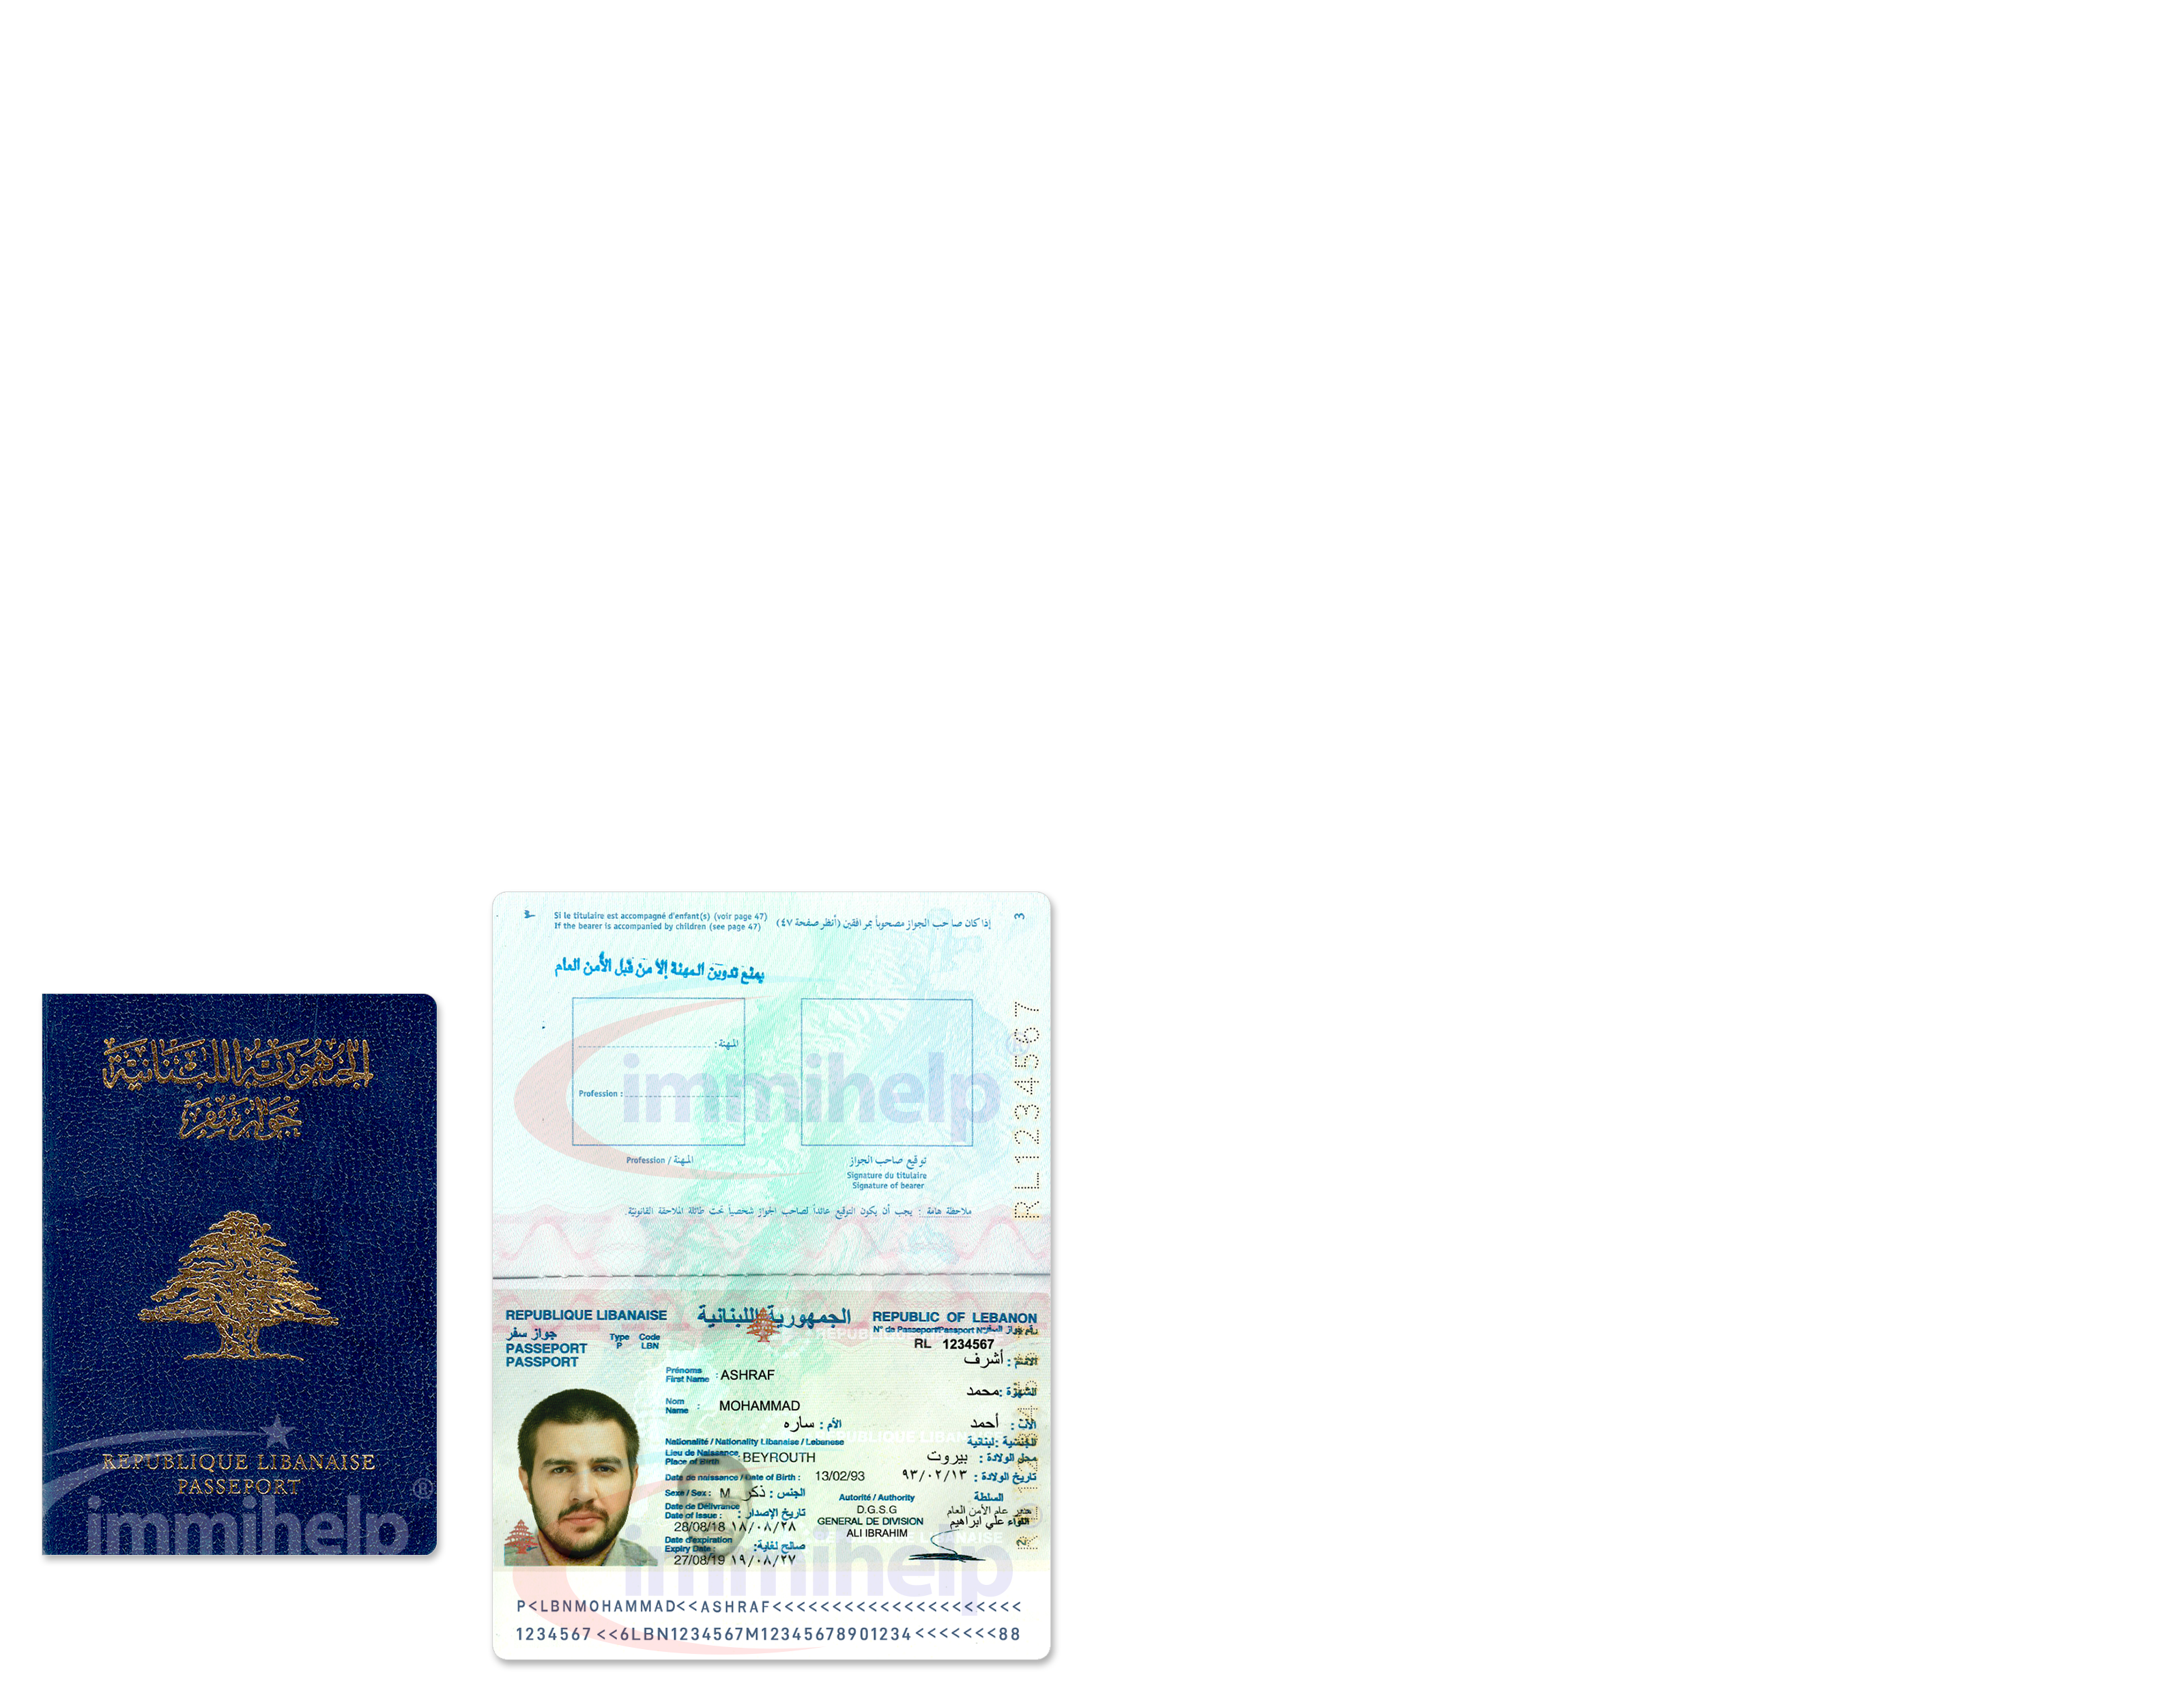 الجمهورية اللبنانية
جواز سفر
REPUBLIQUE LIBANAISE
PASSEPORT
immihelp®
٣
Si le titulaire est accompagné d'enfant(s) (voir page 47)
If the bearer is accompanied by children (see page 47)
إذا كان صاحب الجواز مصحوباً بمرافقين (أنظر صفحة ٤٧)
3
يمنع تدوين المهنة إلا من قبل الأمن العام
المهنة :
Profession :
immihelp®
Profession / المهنة
توقيع صاحب الجواز
Signature du titulaire
Signature of bearer
ملاحظة هامة : يجب أن يكون التوقيع عائداً لصاحب الجواز شخصياً تحت طائلة الملاحقة القانونية.
RL1234567
REPUBLIQUE LIBANAISE
الجمهورية اللبنانية
REPUBLIC OF LEBANON
جواز سفر
PASSEPORT
PASSPORT
Type Code
P LBN
N° de Passeport/Passport N°
RL 1234567
الاسم : أشرف
Prénoms
First Name : ASHRAF
الشهرة : محمد
Nom
Name : MOHAMMAD
الأم : ساره
الأب : أحمد
Nationalité / Nationality Libanaise / Lebanese
الجنسية : لبنانية
Lieu de Naissance
Place of Birth : BEYROUTH
محل الولادة : بيروت
Date de naissance / Date of Birth : 13/02/93
تاريخ الولادة : ٩٣/٠٢/١٣
Sexe / Sex : M
الجنس : ذكر
Autorité / Authority
السلطة
Date de Délivrance
Date of Issue :
تاريخ الإصدار :
28/08/18 ١٨/٠٨/٢٨
D.G.S.G
GENERAL DE DIVISION
ALI IBRAHIM
مدير عام الأمن العام
اللواء علي ابراهيم
Date d'expiration
Expiry Date :
صالح لغاية:
27/08/19 ١٩/٠٨/٢٧
2
immihelp
P<LBNMOHAMMAD<<ASHRAF<<<<<<<<<<<<<<<<<<<<<
1234567<<6LBN1234567M12345678901234<<<<<<<88